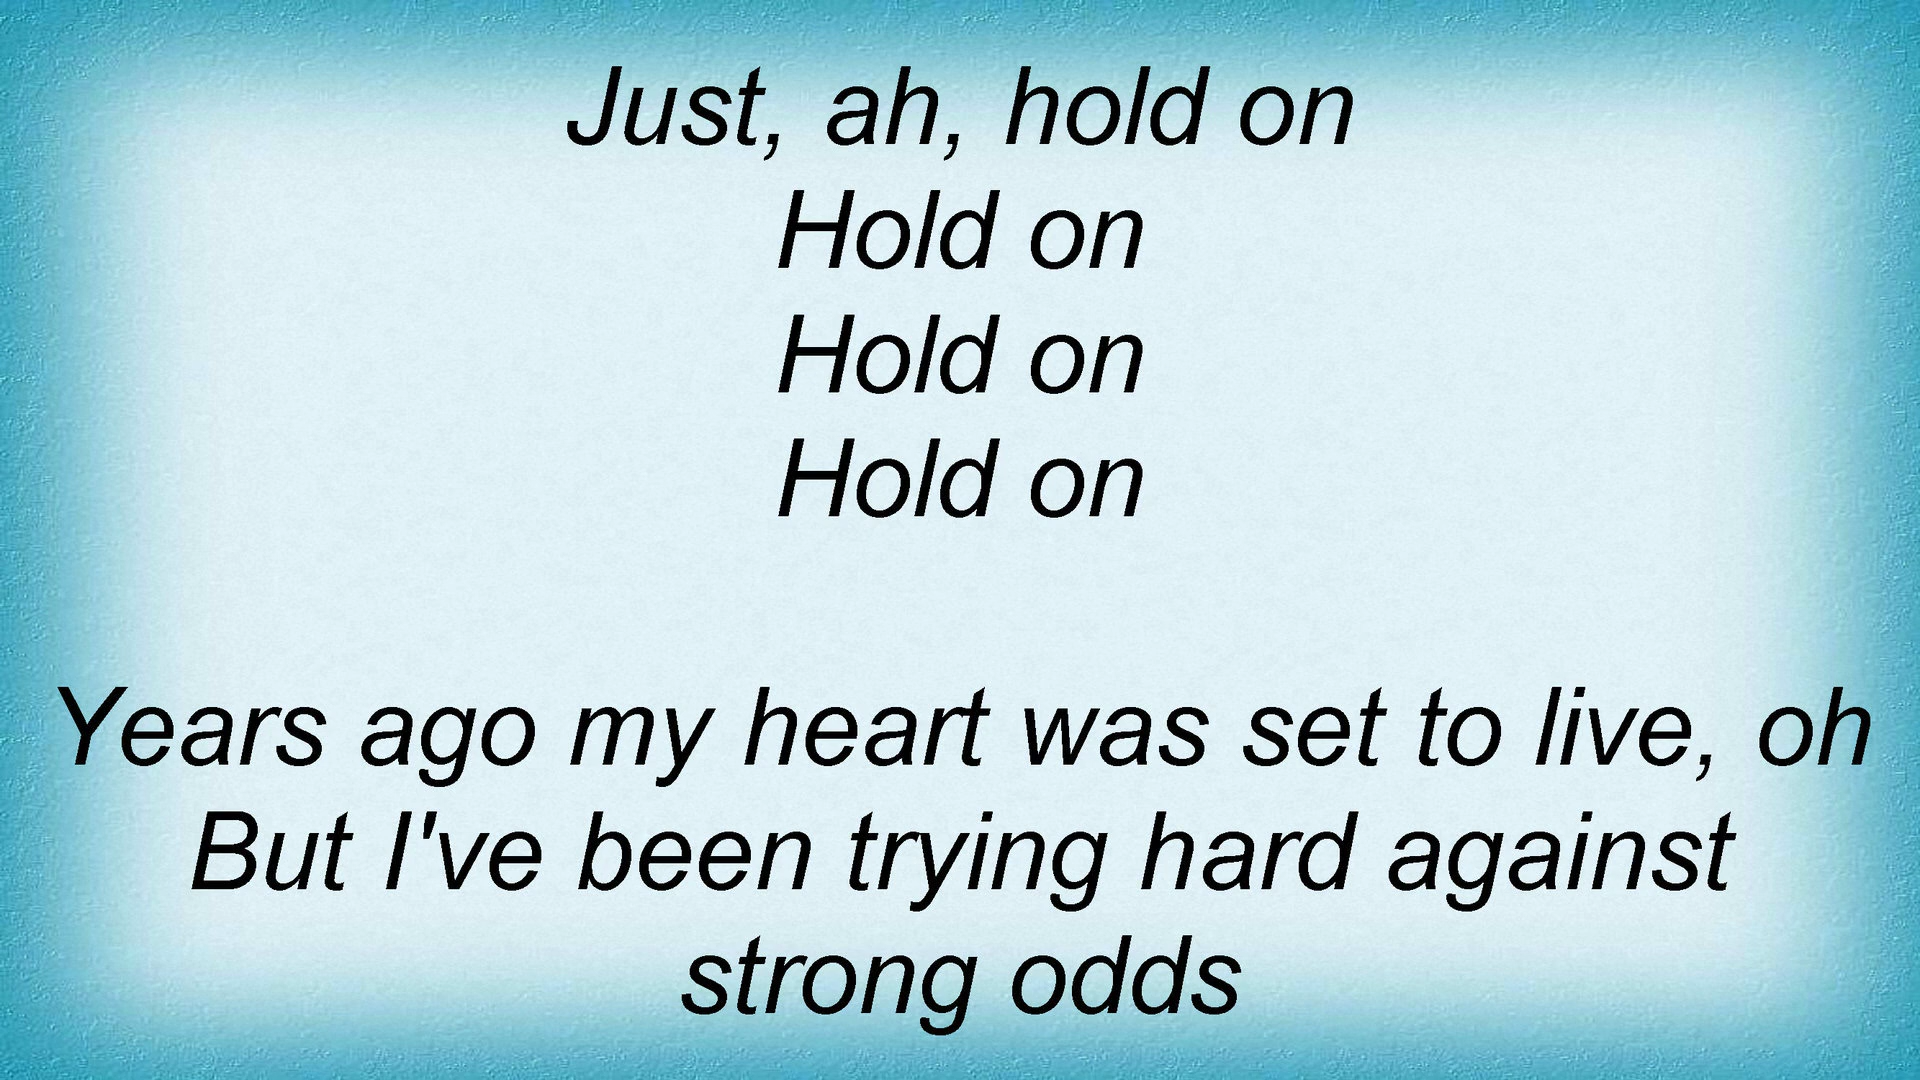 Just, ah, hold on
Hold on
Hold on
Hold on
Years ago my heart was set to live, oh
But I've been trying hard against
strong odds